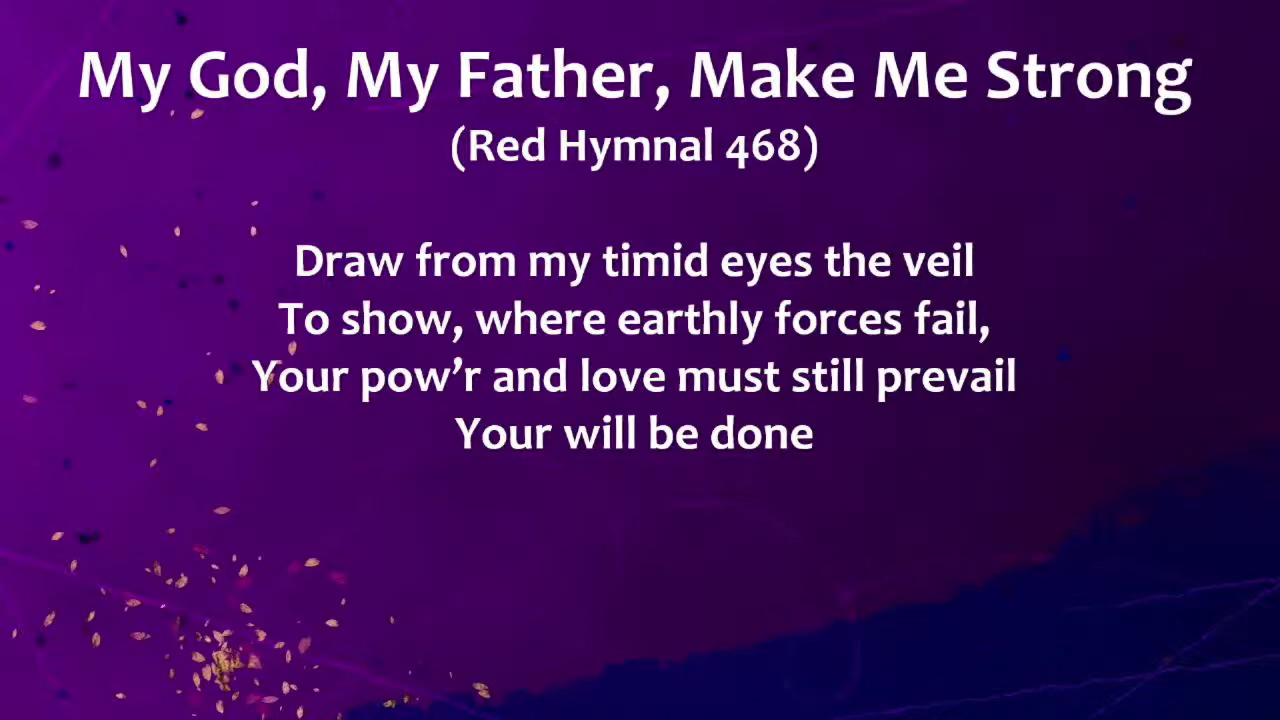 My God, My Father, Make Me Strong
(Red Hymnal 468)
Draw from my timid eyes the veil
To show, where earthly forces fail,
Your pow’r and love must still prevail
Your will be done